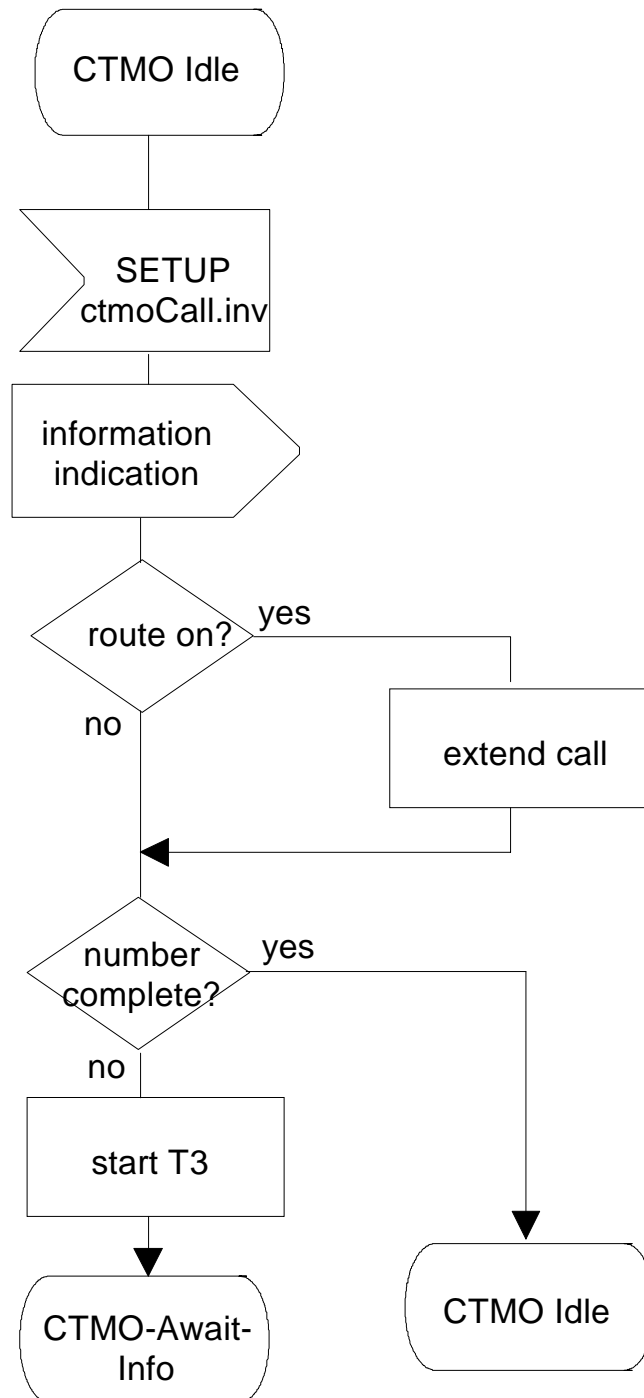 CTMO Idle
SETUP
ctmoCall.inv
information
indication
route on?
yes
no
extend call
number
complete?
yes
no
start T3
CTMO-Await-
Info
CTMO Idle